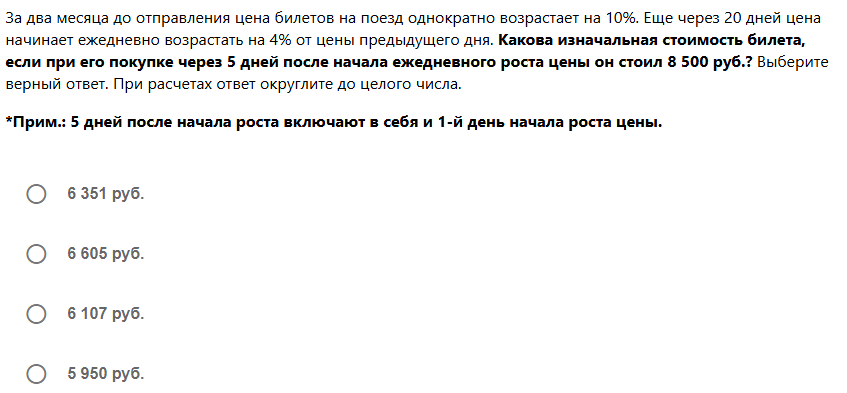 За два месяца до отправления цена билетов на поезд однократно возрастает на 10%. Еще через 20 дней цена
начинает ежедневно возрастать на 4% от цены предыдущего дня. Какова изначальная стоимость билета,
если при его покупке через 5 дней после начала ежедневного роста цены он стоил 8 500 руб.? Выберите
верный ответ. При расчетах ответ округлите до целого числа.
*Прим.: 5 дней после начала роста включают в себя и 1-й день начала роста цены.
6 351 руб.
6 605 руб.
6 107 руб.
5 950 руб.